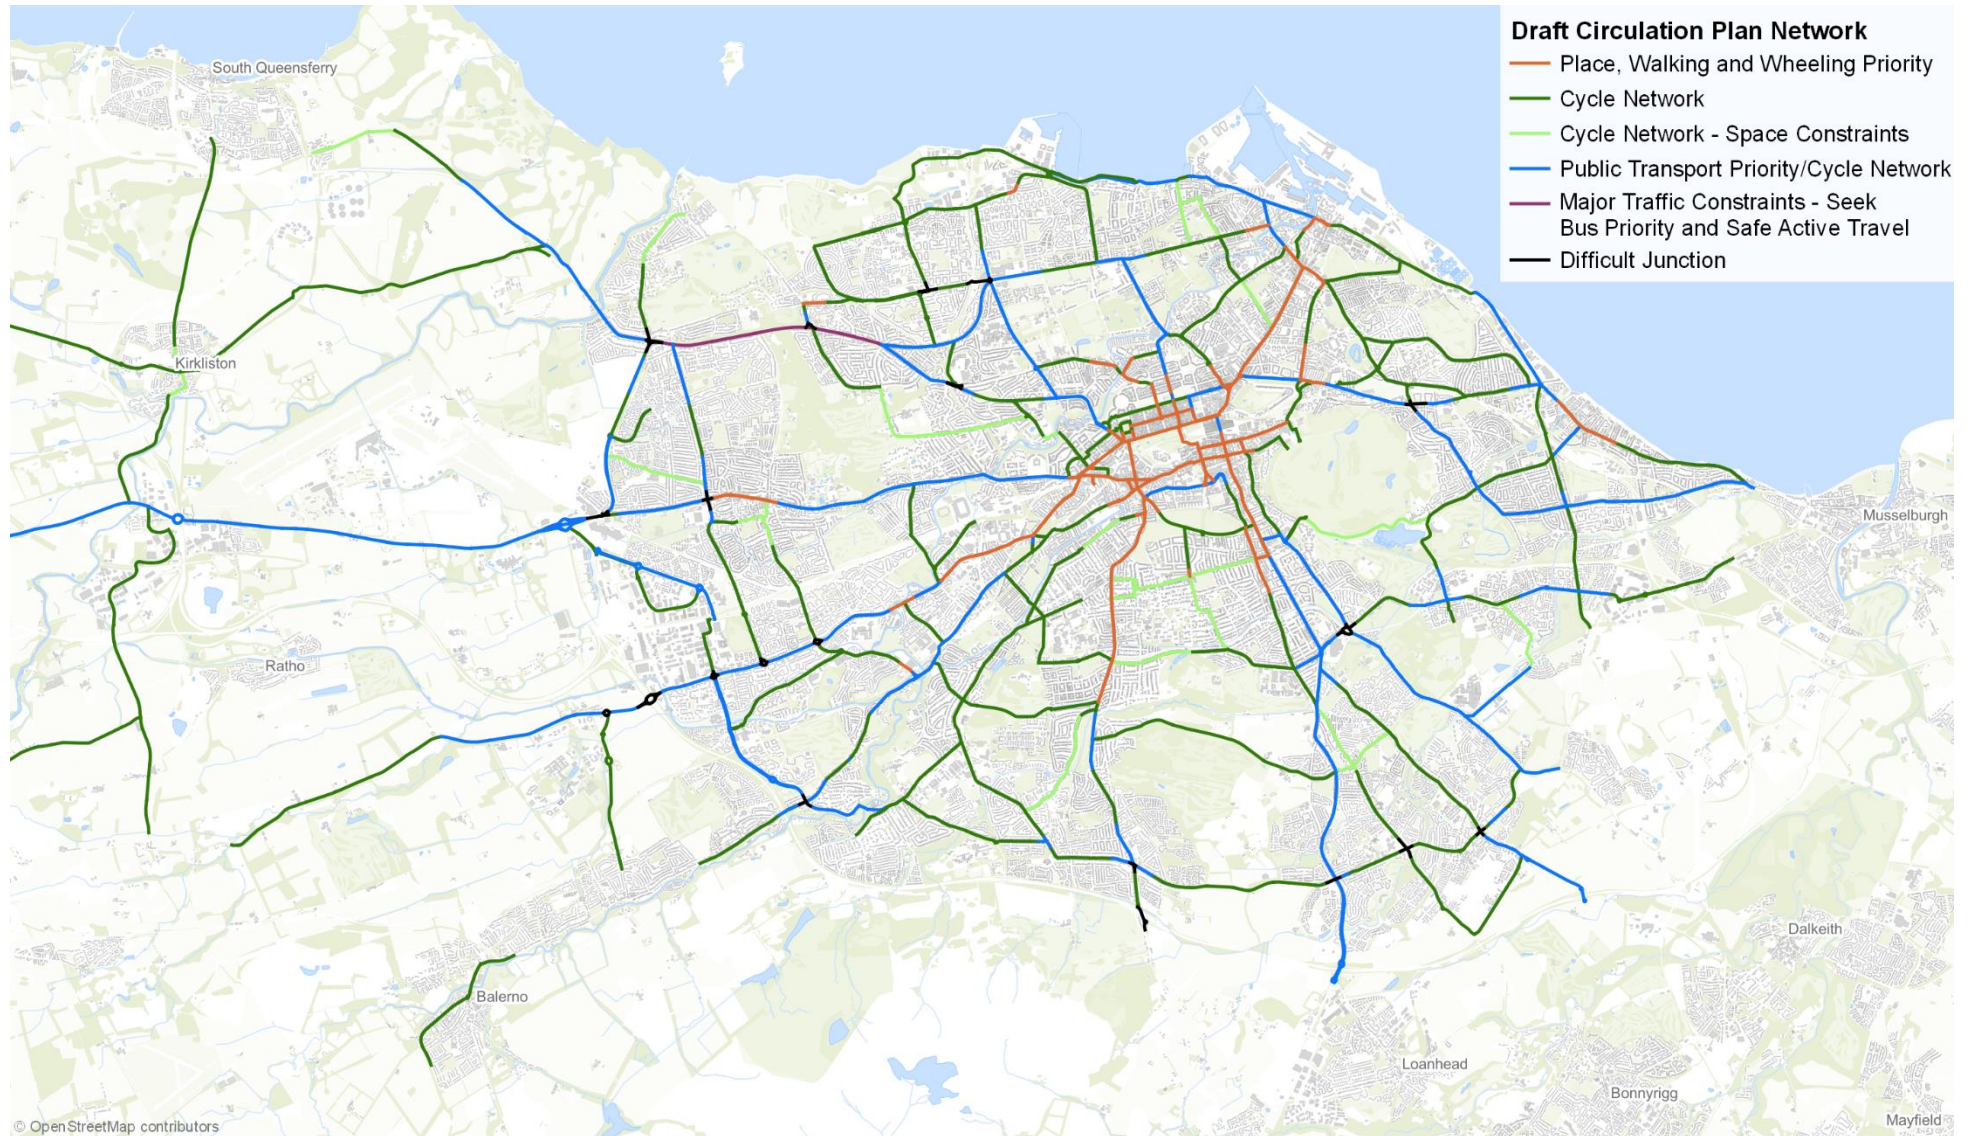 Draft Circulation Plan Network
Place, Walking and Wheeling Priority
Cycle Network
Cycle Network - Space Constraints
Public Transport Priority/Cycle Network
Major Traffic Constraints - Seek
Bus Priority and Safe Active Travel
Difficult Junction
South Queensferry
Kirkliston
Musselburgh
Ratho
Dalkeith
Balerno
Loanhead
Bonnyrigg
Mayfield
© OpenStreetMap contributors